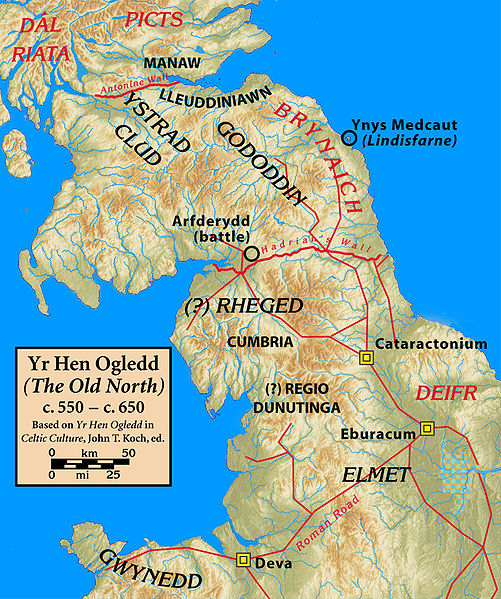 DÁL
RIATA
PICTS
MANAW
Antonine Wall
LLEUDDINIAWN
YSTRAD
CLUD
GODODDIN
BRYNAICH
Ynys Medcaut
(Lindisfarne)
Arfderydd
(battle)
Hadrian's Wall
(?) RHEGED
CUMBRIA
Cataractonium
Yr Hen Ogledd
(The Old North)
c. 550 – c. 650
Based on Yr Hen Ogledd in
Celtic Culture, John T. Koch, ed.
0 km 50
0 mi 25
(?) REGIO
DUNUTINGA
DEIFR
Eburacum
ELMET
Roman Road
GWYNEDD
Deva